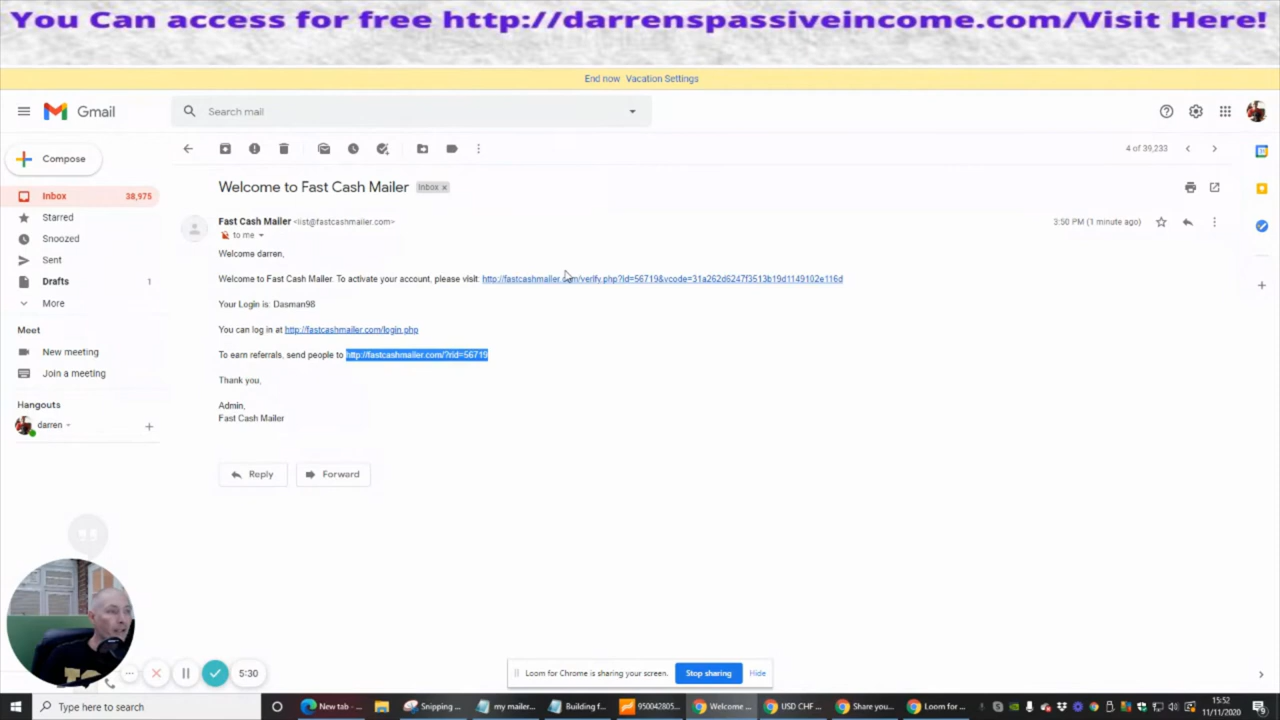 You Can access for free http://darrenspassiveincome.com/Visit Here!
End now Vacation Settings
Gmail
Search mail
Compose
4 of 39,233
Inbox 38,975
Welcome to Fast Cash Mailer Inbox x
Starred
Fast Cash Mailer <list@fastcashmailer.com> 3:50 PM (1 minute ago)
to me
Snoozed
Welcome darren,
Sent
Welcome to Fast Cash Mailer. To activate your account, please visit: http://fastcashmailer.com/verify.php?id=56719&vcode=31a262d6247f3513b19d1149102e116d
Drafts 1
More
Your Login is: Dasman98
Meet
You can log in at http://fastcashmailer.com/login.php
New meeting
To earn referrals, send people to http://fastcashmailer.com/?rid=56719
Join a meeting
Thank you,
Hangouts
Admin,
Fast Cash Mailer
darren
Reply Forward
5:30
Loom for Chrome is sharing your screen. Stop sharing Hide
Type here to search
New tab - ...
Snipping ...
my mailer...
Building f...
950042805...
Welcome ...
USD CHF ...
Share you...
Loom for ...
15:52
11/11/2020